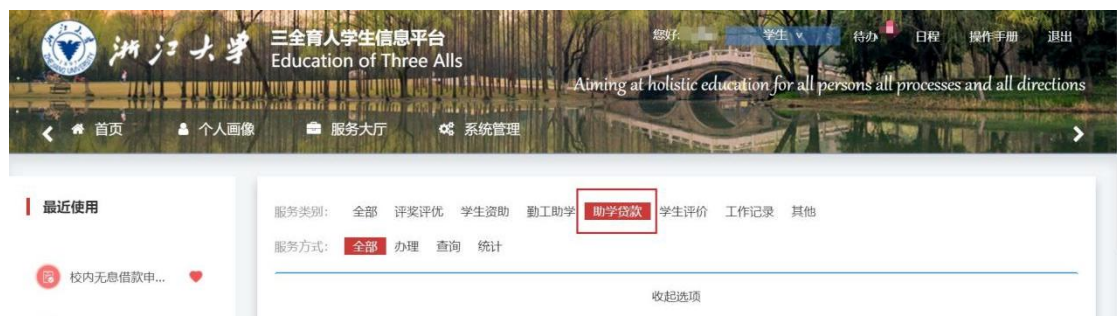 浙江大学
三全育人学生信息平台
Education of Three Alls
您好: 学生 待办 日程 操作手册 退出
Aiming at holistic education for all persons all processes and all directions
首页 个人画像 服务大厅 系统管理
最近使用
服务类别: 全部 评奖评优 学生资助 勤工助学 助学贷款 学生评价 工作记录 其他
服务方式: 全部 办理 查询 统计
校内无息借款申...
收起选项